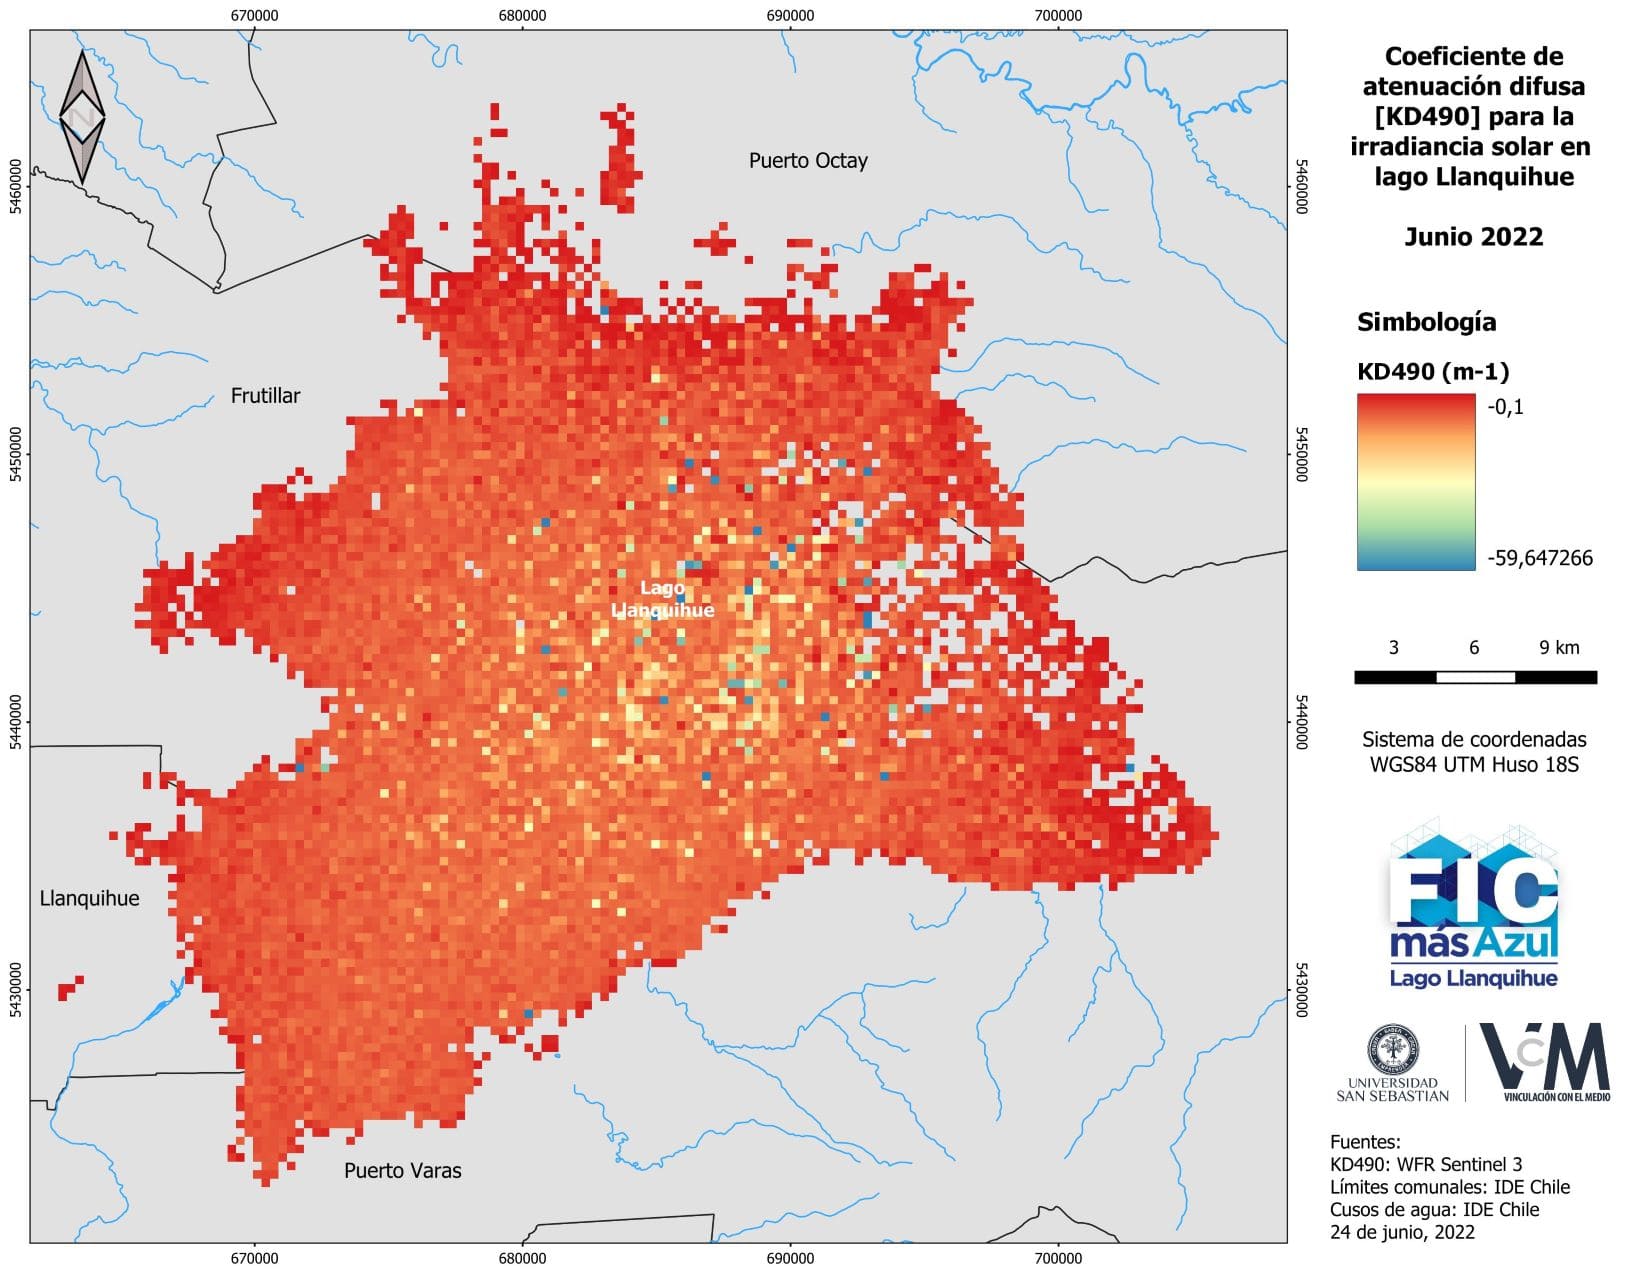 670000
680000
690000
700000
N
5460000
5450000
5440000
5430000
Puerto Octay
Frutillar
Lago
Llanquihue
Llanquihue
Puerto Varas
5460000
5450000
5440000
5430000
670000
680000
690000
700000
Coeficiente de
atenuación difusa
[KD490] para la
irradiancia solar en
lago Llanquihue
Junio 2022
Simbología
KD490 (m-1)
-0,1
-59,647266
3 6 9 km
Sistema de coordenadas
WGS84 UTM Huso 18S
FIC
más Azul
Lago Llanquihue
UNIVERSIDAD
SAN SEBASTIAN
VCM
VINCULACIÓN CON EL MEDIO
Fuentes:
KD490: WFR Sentinel 3
Límites comunales: IDE Chile
Cusos de agua: IDE Chile
24 de junio, 2022